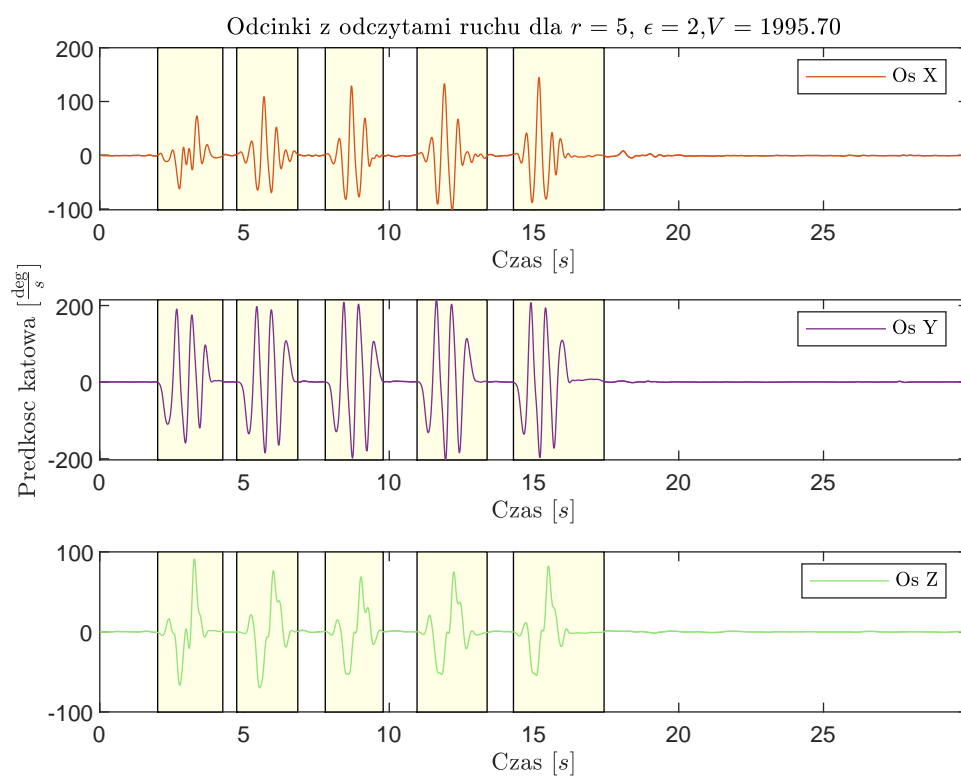 Odcinki z odczytami ruchu dla r = 5, ϵ = 2,V = 1995.70
200
100
0
-100
Os X
0 5 10 15 20 25
Czas [s]
Predkosc katowa [deg/s]
200
0
-200
Os Y
0 5 10 15 20 25
Czas [s]
100
0
-100
Os Z
0 5 10 15 20 25
Czas [s]